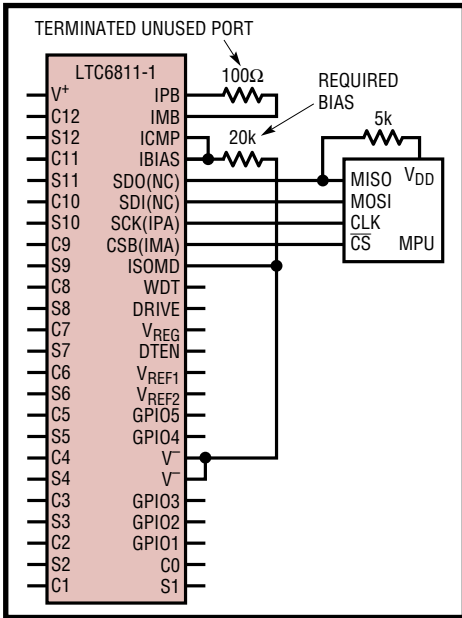 TERMINATED UNUSED PORT
LTC6811-1
100Ω
REQUIRED
BIAS
20k
5k
V+
C12
S12
C11
S11
C10
S10
C9
S9
C8
S8
C7
S7
C6
S6
C5
S5
C4
S4
C3
S3
C2
S2
C1
IPB
IMB
ICMP
IBIAS
SDO(NC)
SDI(NC)
SCK(IPA)
CSB(IMA)
ISOMD
WDT
DRIVE
VREG
DTEN
VREF1
VREF2
GPIO5
GPIO4
V–
V–
GPIO3
GPIO2
GPIO1
C0
S1
MISO VDD
MOSI
CLK
C̅S̅ MPU